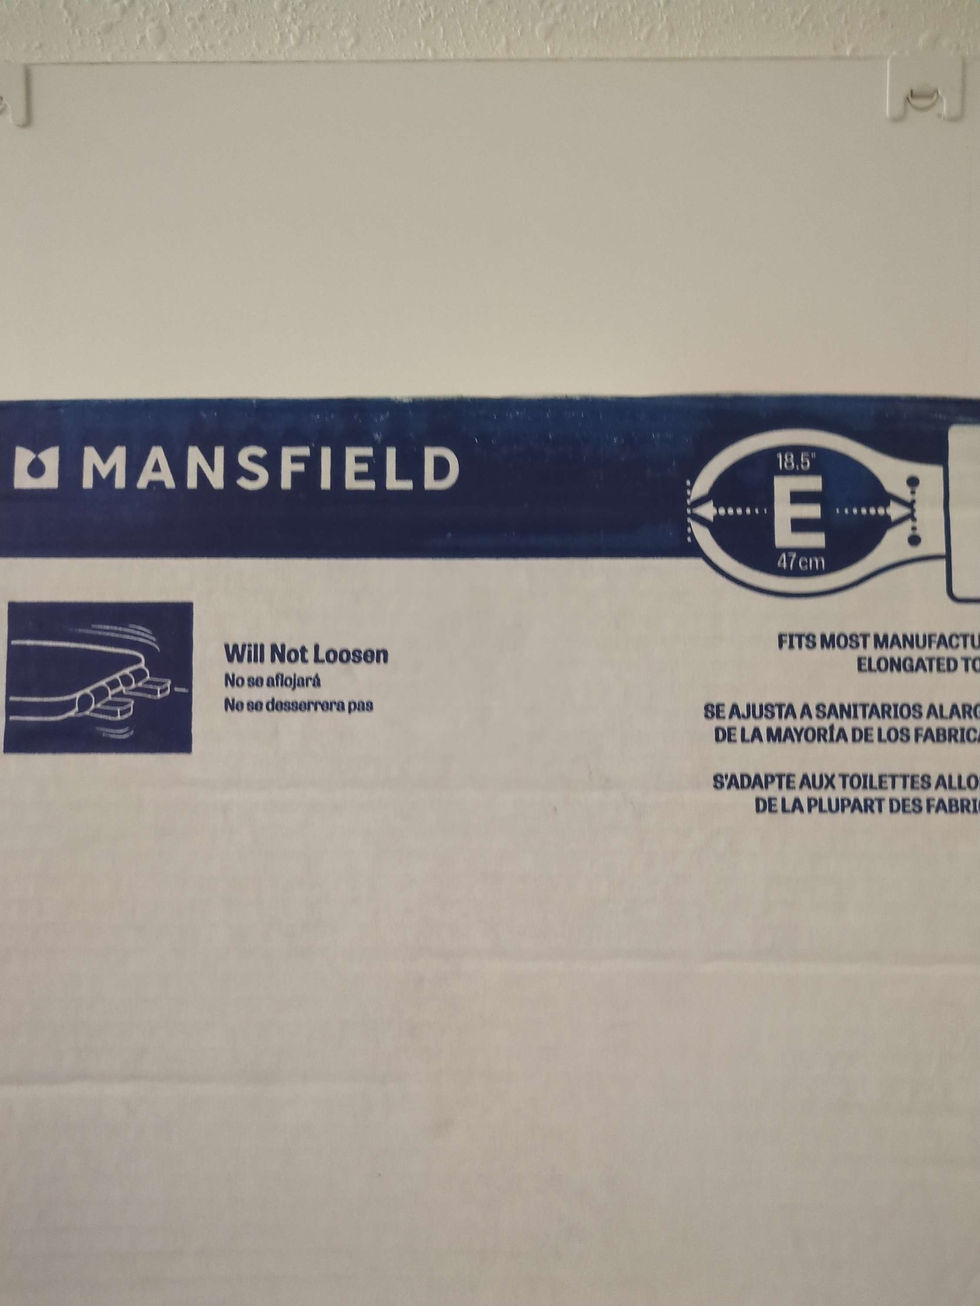 MANSFIELD
18.5"
E
47cm
Will Not Loosen
No se aflojará
Ne se desserrera pas
FITS MOST MANUFACTU
ELONGATED TO
SE AJUSTA A SANITARIOS ALARG
DE LA MAYORÍA DE LOS FABRICA
S'ADAPTE AUX TOILETTES ALLO
DE LA PLUPART DES FABRI